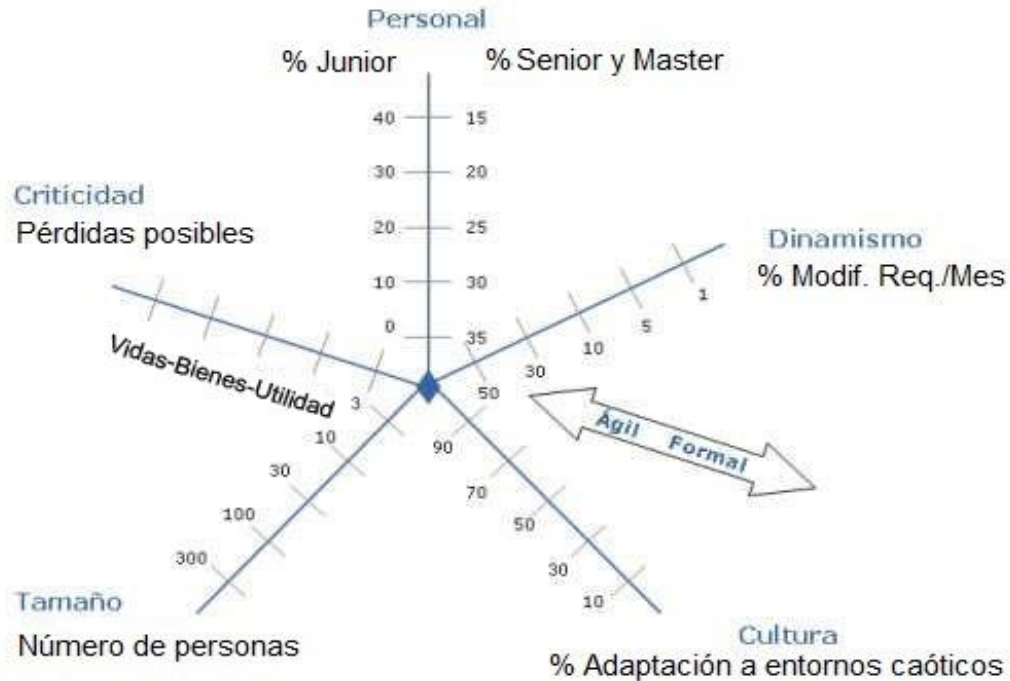 Personal
% Junior
% Senior y Master
40
15
30
20
20
25
10
30
0
35
Criticidad
Pérdidas posibles
Vidas-Bienes-Utilidad
Dinamismo
% Modif. Req./Mes
1
5
10
30
50
Ágil Formal
3
10
30
100
300
Tamaño
Número de personas
90
70
50
30
10
Cultura
% Adaptación a entornos caóticos